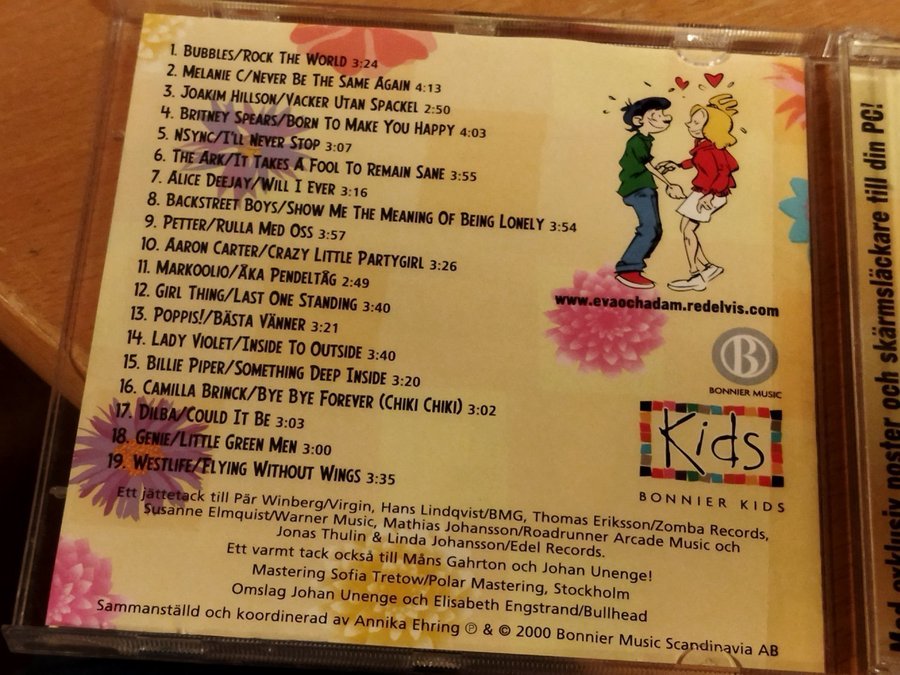 1. Bubbles/Rock The World 3:24
2. Melanie C/Never Be The Same Again 4:13
3. Joakim Hillson/Vacker Utan Spackel 2:50
4. Britney Spears/Born To Make You Happy 4:03
5. NSync/I'll Never Stop 3:07
6. The Ark/It Takes A Fool To Remain Sane 3:55
7. Alice Deejay/Will I Ever 3:16
8. Backstreet Boys/Show Me The Meaning Of Being Lonely 3:54
9. Petter/Rulla Med Oss 3:57
10. Aaron Carter/Crazy Little Partygirl 3:26
11. Markoolio/Åka Pendeltåg 2:49
12. Girl Thing/Last One Standing 3:40
13. Poppis!/Bästa Vänner 3:21
14. Lady Violet/Inside To Outside 3:40
15. Billie Piper/Something Deep Inside 3:20
16. Camilla Brinck/Bye Bye Forever (Chiki Chiki) 3:02
17. Dilba/Could It Be 3:03
18. Genie/Little Green Men 3:00
19. Westlife/Flying Without Wings 3:35
www.evaochadam.redelvis.com
B
BONNIER MUSIC
Kids
BONNIER KIDS
Ett jättetack till Pär Winberg/Virgin, Hans Lindqvist/BMG, Thomas Eriksson/Zomba Records,
Susanne Elmquist/Warner Music, Mathias Johansson/Roadrunner Arcade Music och
Jonas Thulin & Linda Johansson/Edel Records.
Ett varmt tack också till Måns Gahrton och Johan Unenge!
Mastering Sofia Tretow/Polar Mastering, Stockholm
Omslag Johan Unenge och Elisabeth Engstrand/Bullhead
Sammanställd och koordinerad av Annika Ehring ℗ & © 2000 Bonnier Music Scandinavia AB
Med exklusiv poster och skärmsläckare till din PC!